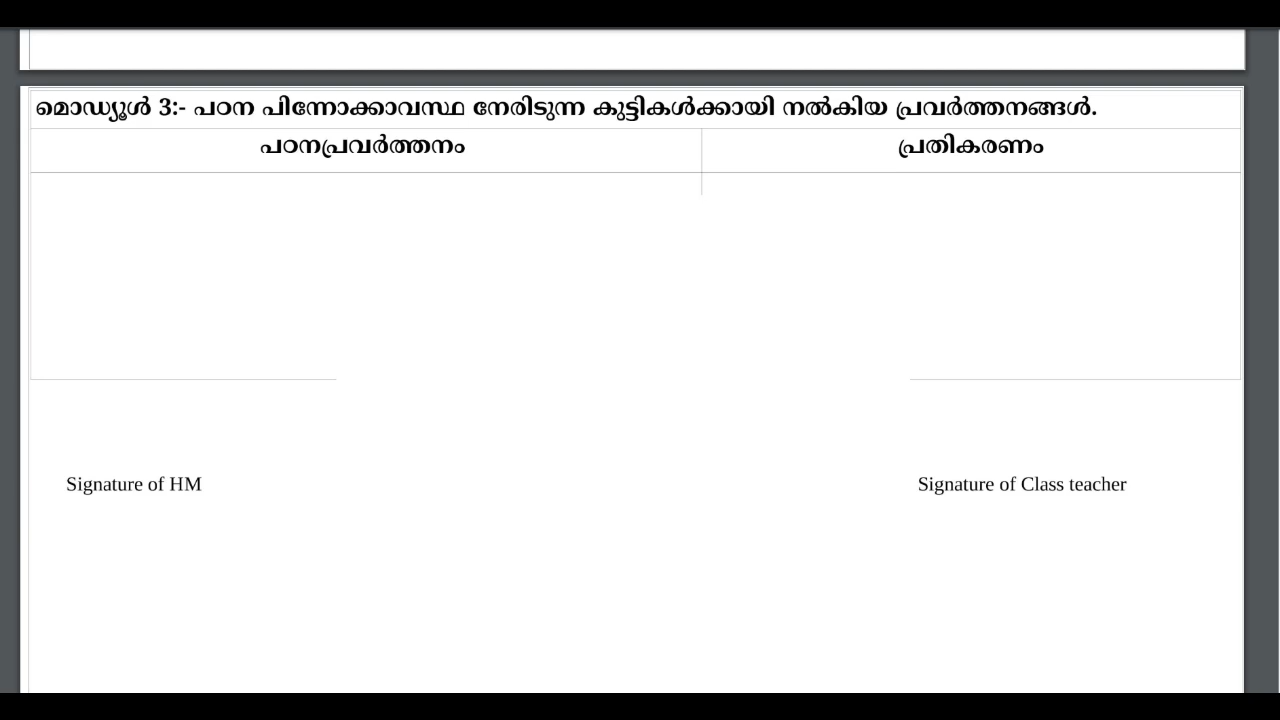 മൊഡ്യൂൾ 3:- പഠന പിന്നോക്കാവസ്ഥ നേരിടുന്ന കുട്ടികൾക്കായി നൽകിയ പ്രവർത്തനങ്ങൾ.
പഠനപ്രവർത്തനം പ്രതികരണം
Signature of HM Signature of Class teacher